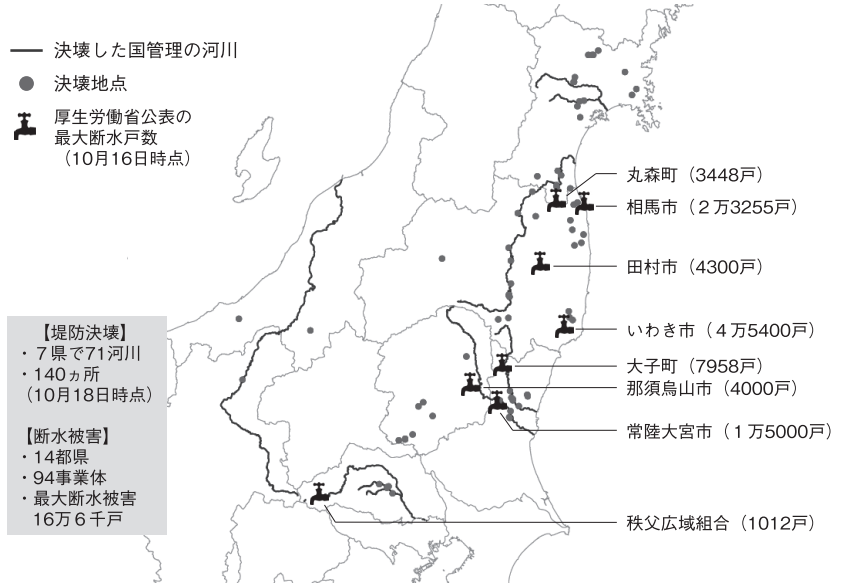 決壊した国管理の河川
決壊地点
厚生労働省公表の
最大断水戸数
（10月16日時点）
丸森町（3448戸）
相馬市（２万3255戸）
田村市（4300戸）
いわき市（４万5400戸）
大子町（7958戸）
那須烏山市（4000戸）
常陸大宮市（１万5000戸）
秩父広域組合（1012戸）
【堤防決壊】
・７県で71河川
・140ヵ所
（10月18日時点）
【断水被害】
・14都県
・94事業体
・最大断水被害
16万６千戸